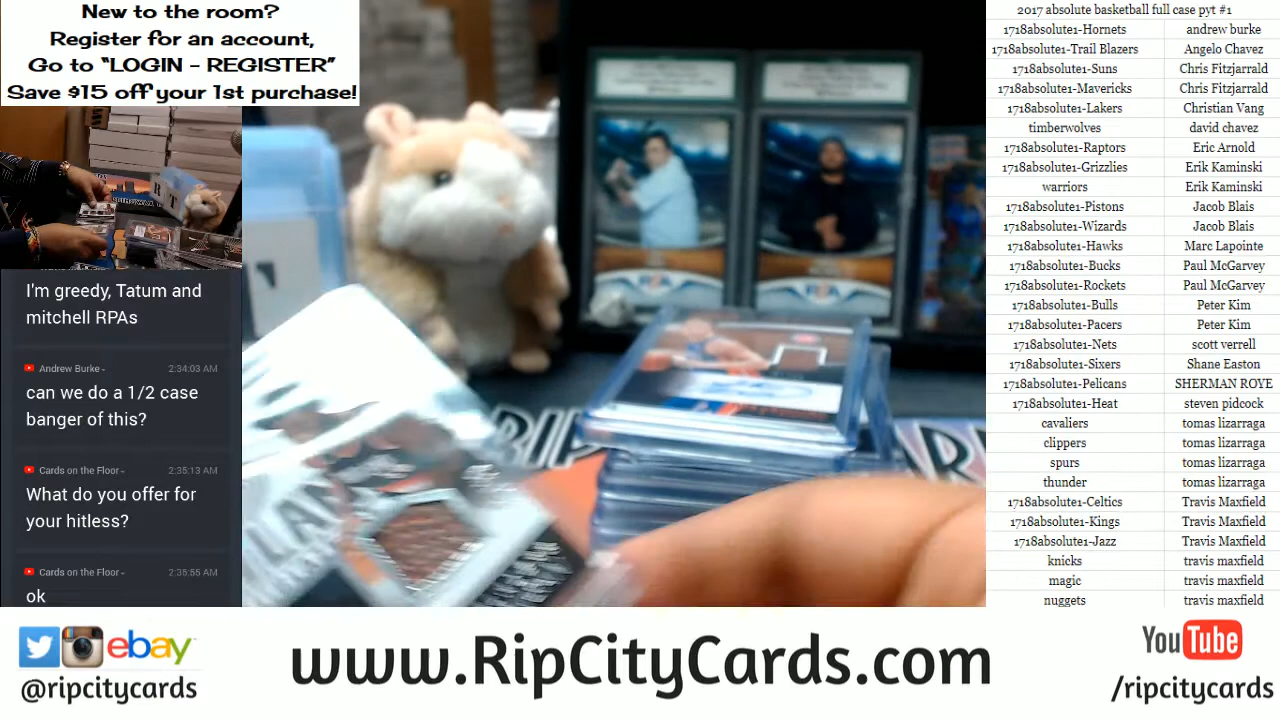 New to the room?
Register for an account,
Go to “LOGIN - REGISTER”
Save $15 off your 1st purchase!
I'm greedy, Tatum and
mitchell RPAs
Andrew Burke - 2:34:03 AM
can we do a 1/2 case
banger of this?
Cards on the Floor - 2:35:13 AM
What do you offer for
your hitless?
Cards on the Floor - 2:35:55 AM
ok
RIP
2017 absolute basketball full case pyt #1
1718absolute1-Hornets andrew burke
1718absolute1-Trail Blazers Angelo Chavez
1718absolute1-Suns Chris Fitzjarrald
1718absolute1-Mavericks Chris Fitzjarrald
1718absolute1-Lakers Christian Vang
timberwolves david chavez
1718absolute1-Raptors Eric Arnold
1718absolute1-Grizzlies Erik Kaminski
warriors Erik Kaminski
1718absolute1-Pistons Jacob Blais
1718absolute1-Wizards Jacob Blais
1718absolute1-Hawks Marc Lapointe
1718absolute1-Bucks Paul McGarvey
1718absolute1-Rockets Paul McGarvey
1718absolute1-Bulls Peter Kim
1718absolute1-Pacers Peter Kim
1718absolute1-Nets scott verrell
1718absolute1-Sixers Shane Easton
1718absolute1-Pelicans SHERMAN ROYE
1718absolute1-Heat steven pidcock
cavaliers tomas lizarraga
clippers tomas lizarraga
spurs tomas lizarraga
thunder tomas lizarraga
1718absolute1-Celtics Travis Maxfield
1718absolute1-Kings Travis Maxfield
1718absolute1-Jazz Travis Maxfield
knicks travis maxfield
magic travis maxfield
nuggets travis maxfield
ebay
@ripcitycards
www.RipCityCards.com
YouTube
/ripcitycards